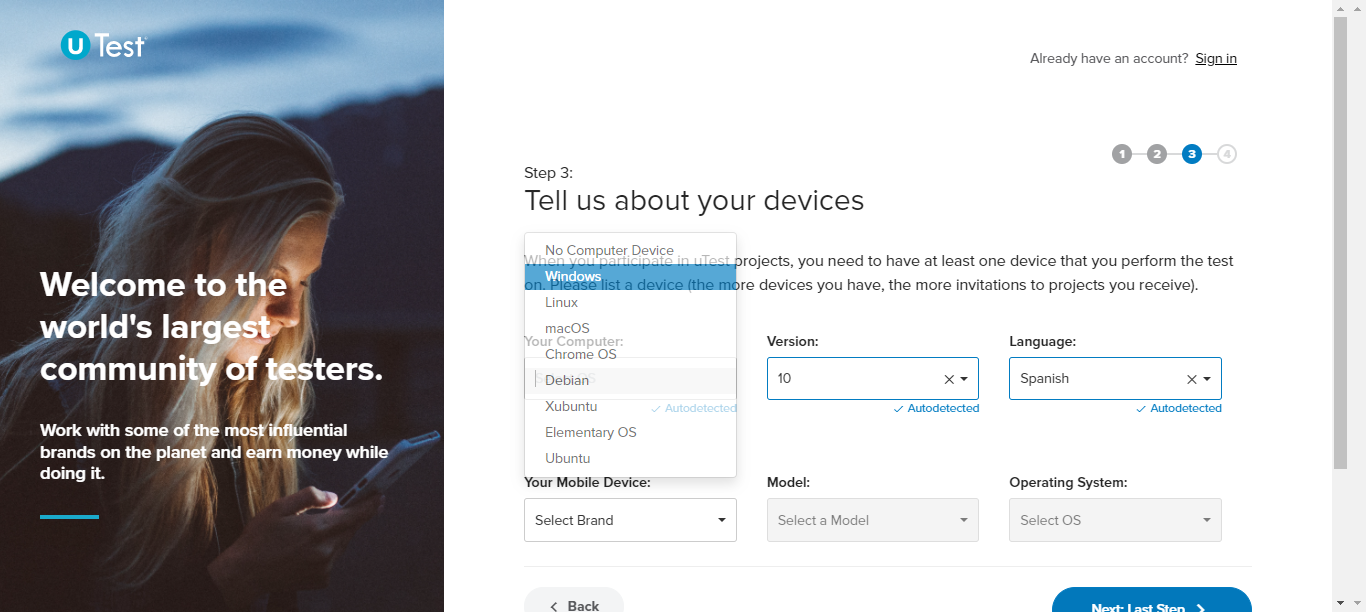 U Test
Already have an account? Sign in
1 2 3 4
Step 3:
Tell us about your devices
No Computer Device
When you participate in uTest projects, you need to have at least one device that you perform the test
Windows
on. Please list a device (the more devices you have, the more invitations to projects you receive).
Linux
macOS
Your Computer:
Version:
Language:
Chrome OS
Debian
10
Spanish
Xubuntu
Autodetected
Autodetected
Autodetected
Elementary OS
Ubuntu
Your Mobile Device:
Model:
Operating System:
Select Brand
Select a Model
Select OS
Back
Next: Last Step
Welcome to the
world's largest
community of testers.
Work with some of the most influential
brands on the planet and earn money while
doing it.